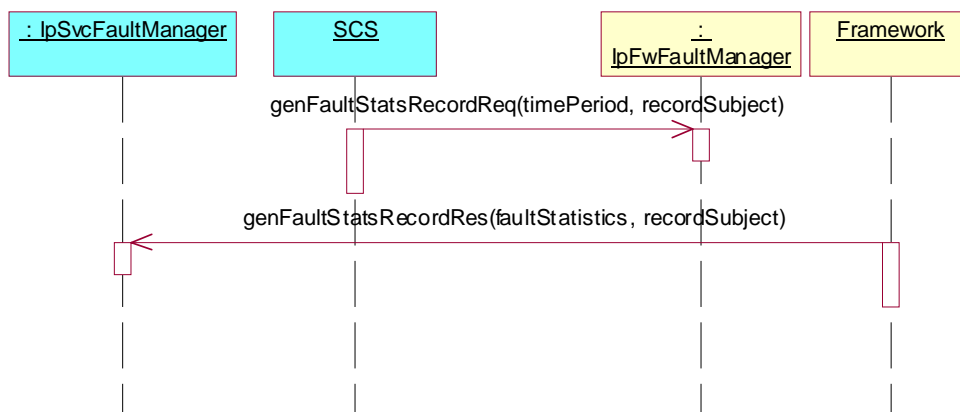 : IpSvcFaultManager
SCS
:
IpFwFaultManager
Framework
genFaultStatsRecordReq(timePeriod, recordSubject)
genFaultStatsRecordRes(faultStatistics, recordSubject)